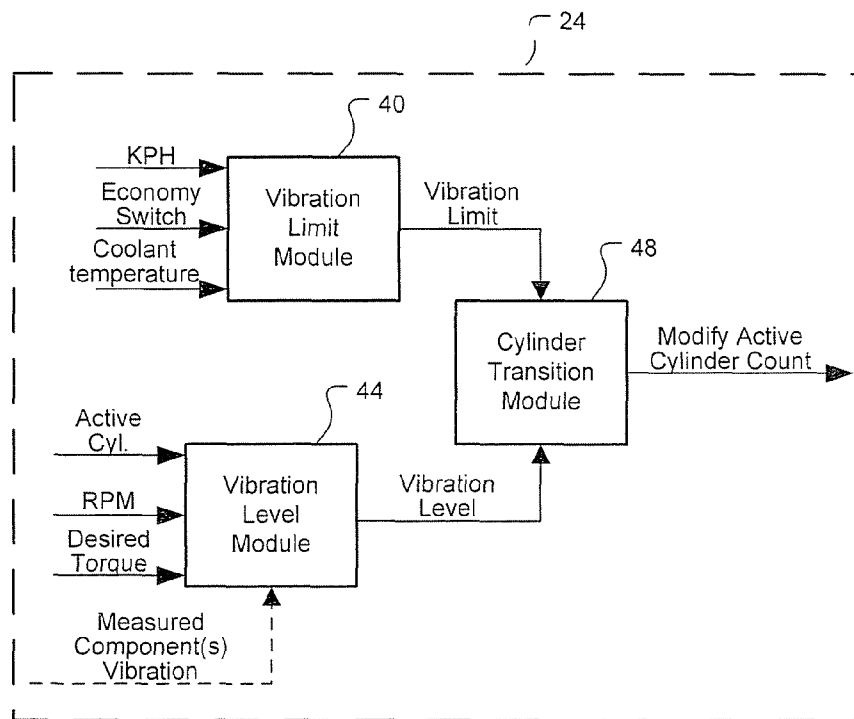 24
40
KPH
Economy
Switch
Coolant
temperature
Vibration
Limit
Module
Vibration
Limit
48
Cylinder
Transition
Module
Modify Active
Cylinder Count
44
Active
Cyl.
RPM
Desired
Torque
Vibration
Level
Module
Vibration
Level
Measured
Component(s)
Vibration